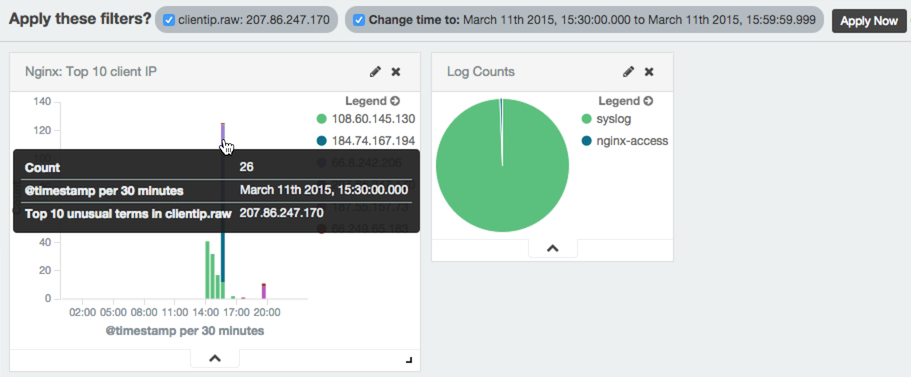 Apply these filters? clientip.raw: 207.86.247.170 Change time to: March 11th 2015, 15:30:00.000 to March 11th 2015, 15:59:59.999 Apply Now
Nginx: Top 10 client IP
Log Counts
140
120
40
20
0
Legend
108.60.145.130
184.74.167.194
66.8.242.206
Count 26
@timestamp per 30 minutes March 11th 2015, 15:30:00.000
Top 10 unusual terms in clientip.raw 207.86.247.170
02:00 05:00 08:00 11:00 14:00 17:00 20:00
@timestamp per 30 minutes
Legend
syslog
nginx-access